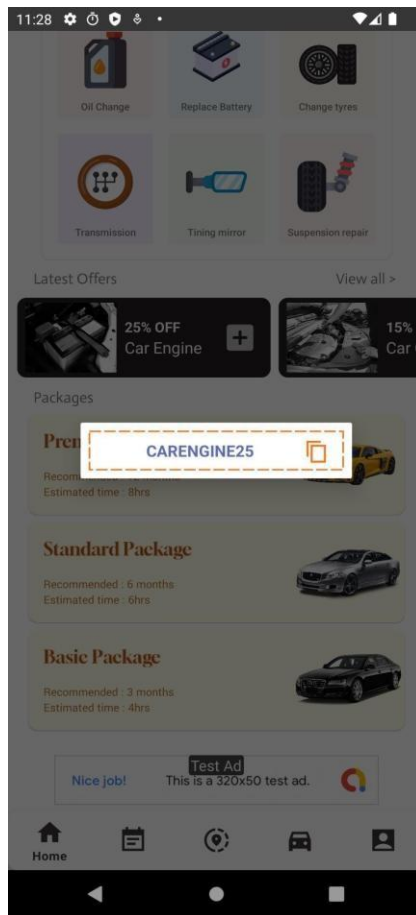 11:28
Oil Change
Replace Battery
Change tyres
Transmission
Tining mirror
Suspension repair
Latest Offers
View all >
25% OFF
Car Engine
15%
Car
Packages
CARENGINE25
Prem
Recommended
Estimated time : 8hrs
Standard Package
Recommended : 6 months
Estimated time : 6hrs
Basic Package
Recommended : 3 months
Estimated time : 4hrs
Test Ad
Nice job!
This is a 320x50 test ad.
Home